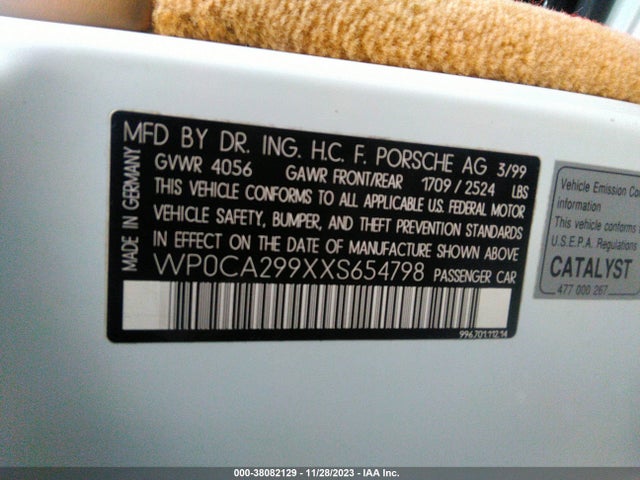 MFD BY DR. ING. H.C. F. PORSCHE AG 3/99
GVWR 4056 GAWR FRONT/REAR 1709 / 2524 LBS
THIS VEHICLE CONFORMS TO ALL APPLICABLE U.S. FEDERAL MOTOR
VEHICLE SAFETY, BUMPER, AND THEFT PREVENTION STANDARDS
IN EFFECT ON THE DATE OF MANUFACTURE SHOWN ABOVE
WP0CA299XXS654798 PASSENGER CAR
996.701.112.14
MADE IN GERMANY
Vehicle Emission
information
This vehicle conforms
U.S.E.P.A. Regulations
CATALYST
477 000 267
000-38082129 - 11/28/2023 - IAA Inc.